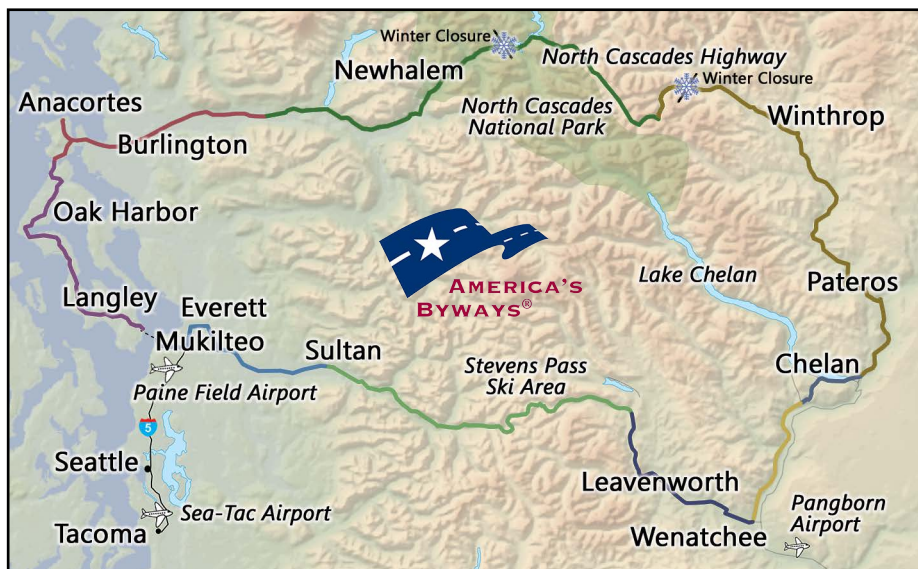 Winter Closure
North Cascades Highway
Newhalem
Winter Closure
Anacortes
North Cascades
National Park
Winthrop
Burlington
Oak Harbor
Lake Chelan
Langley
Everett
AMERICA'S
BYWAYS®
Pateros
Mukilteo
Sultan
Stevens Pass
Ski Area
Chelan
Paine Field Airport
5
Seattle
Leavenworth
Sea-Tac Airport
Pangborn
Airport
Tacoma
Wenatchee